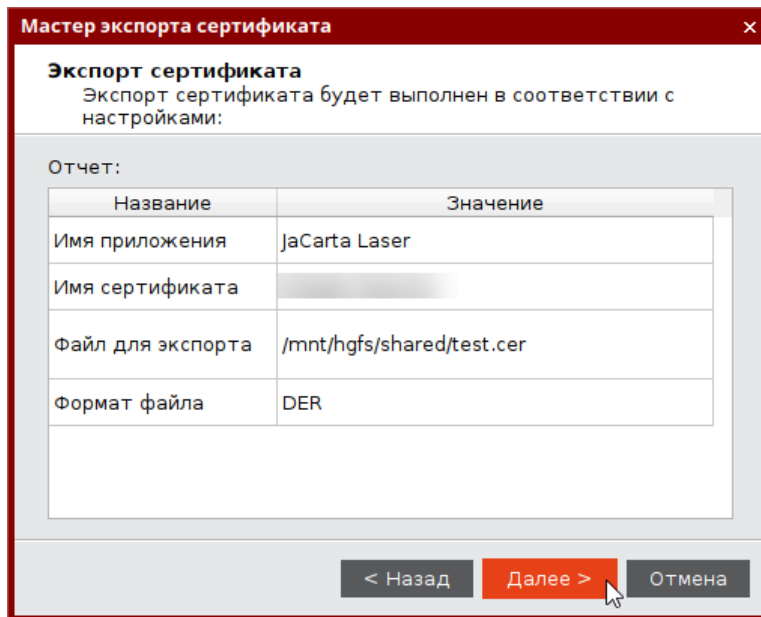 Мастер экспорта сертификата
Экспорт сертификата
Экспорт сертификата будет выполнен в соответствии с
настройками:
Отчет:
Название Значение
Имя приложения JaCarta Laser
Имя сертификата
Файл для экспорта /mnt/hgfs/shared/test.cer
Формат файла DER
< Назад Далее > Отмена